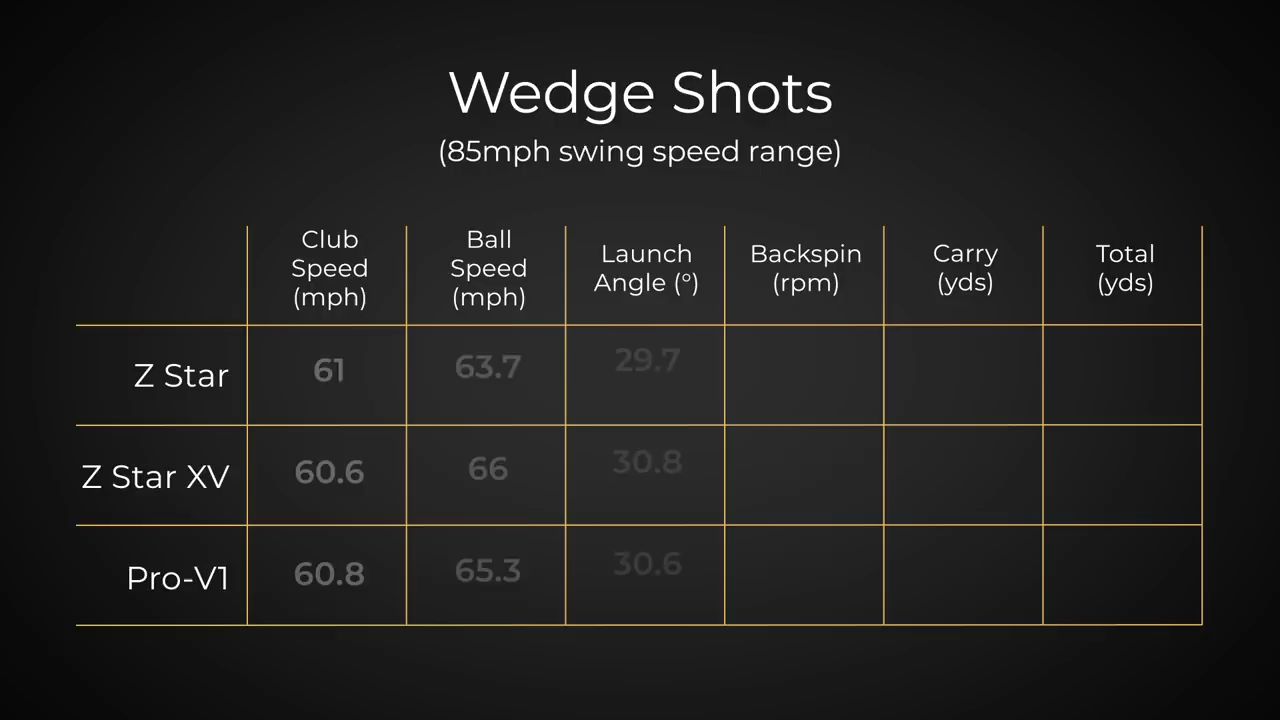 Wedge Shots
(85mph swing speed range)
Club Speed (mph) Ball Speed (mph) Launch Angle (°) Backspin (rpm) Carry (yds) Total (yds)
Z Star 61 63.7 29.7
Z Star XV 60.6 66 30.8
Pro-V1 60.8 65.3 30.6